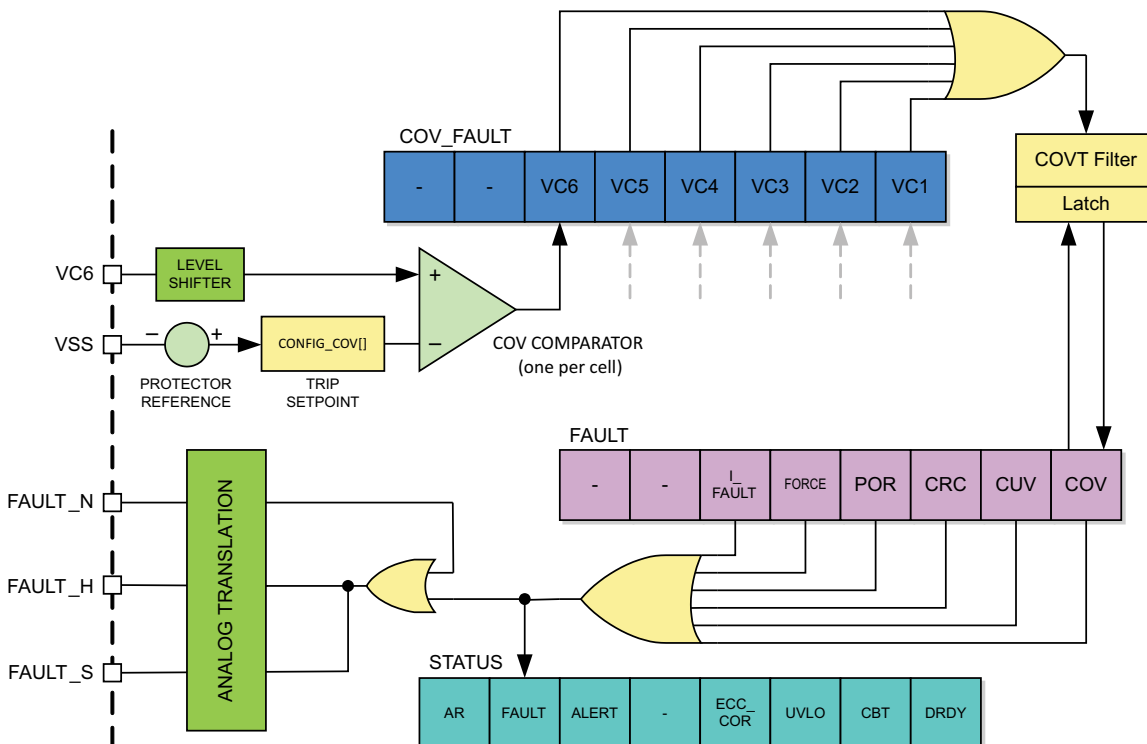 COV_FAULT
-
-
VC6
VC5
VC4
VC3
VC2
VC1
COVT Filter
Latch
VC6
LEVEL
SHIFTER
+
−
VSS
−
+
CONFIG_COV[]
PROTECTOR
REFERENCE
TRIP
SETPOINT
COV COMPARATOR
(one per cell)
FAULT
-
-
I_
FAULT
FORCE
POR
CRC
CUV
COV
FAULT_N
FAULT_H
FAULT_S
ANALOG TRANSLATION
STATUS
AR
FAULT
ALERT
-
ECC_
COR
UVLO
CBT
DRDY